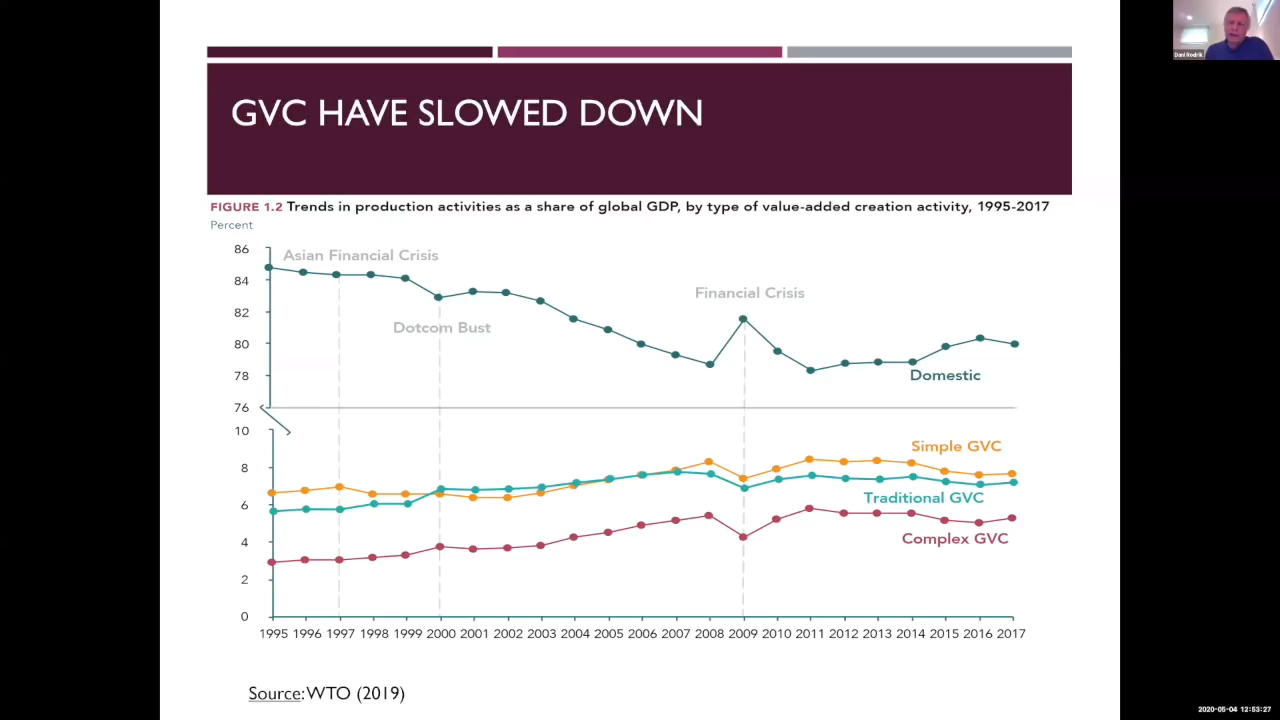 Dani Rodrik
GVC HAVE SLOWED DOWN
FIGURE 1.2 Trends in production activities as a share of global GDP, by type of value-added creation activity, 1995-2017
Percent
86
Asian Financial Crisis
84
Financial Crisis
82
Dotcom Bust
80
78
Domestic
76
10
Simple GVC
8
Traditional GVC
6
Complex GVC
4
2
0
1995 1996 1997 1998 1999 2000 2001 2002 2003 2004 2005 2006 2007 2008 2009 2010 2011 2012 2013 2014 2015 2016 2017
Source: WTO (2019)
2020-05-04 12:53:27